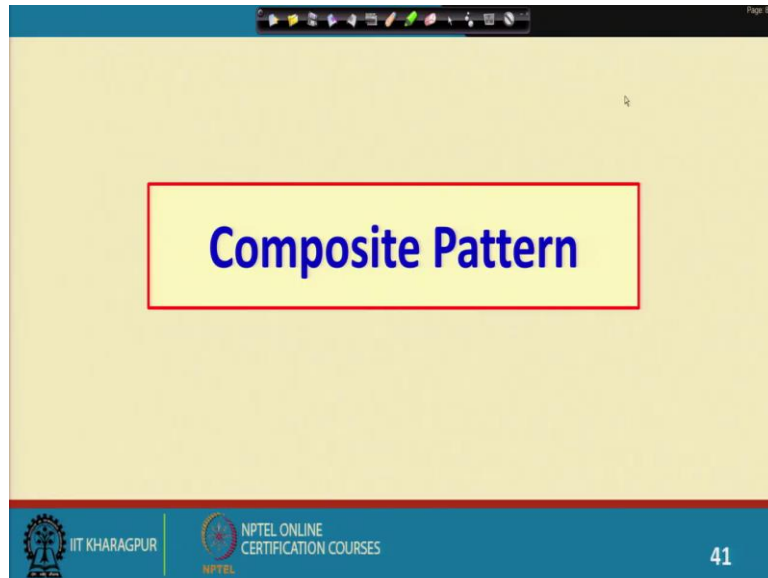 Composite Pattern
IIT KHARAGPUR
NPTEL
NPTEL ONLINE
CERTIFICATION COURSES
41